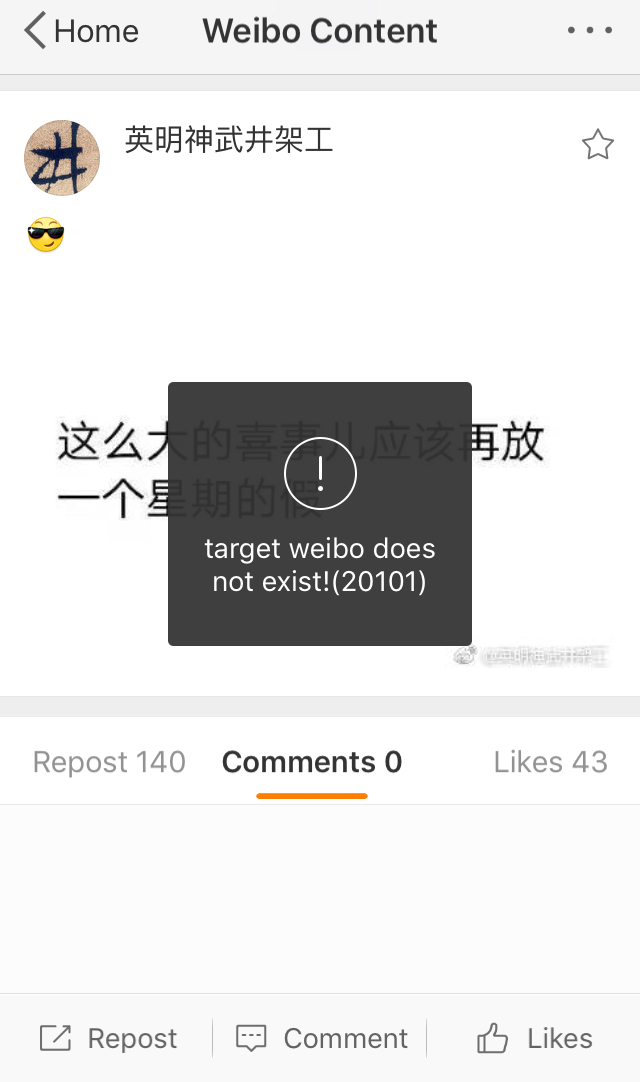 Home
Weibo Content
英明神武井架工
这么大的喜事儿应该再放
一个星期的假
!
target weibo does
not exist!(20101)
@英明神武井架工
Repost 140
Comments 0
Likes 43
Repost
Comment
Likes